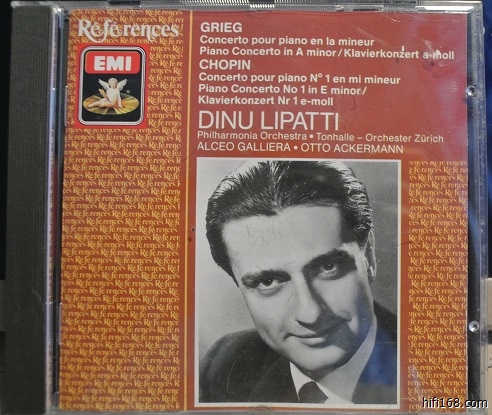 Références
EMI
GRIEG
Concerto pour piano en la mineur
Piano Concerto in A minor / Klavierkonzert a-moll
CHOPIN
Concerto pour piano Nº 1 en mi mineur
Piano Concerto No 1 in E minor /
Klavierkonzert Nr 1 e-moll
DINU LIPATTI
Philharmonia Orchestra • Tonhalle – Orchester Zürich
ALCEO GALLIERA • OTTO ACKERMANN
hifi168.com